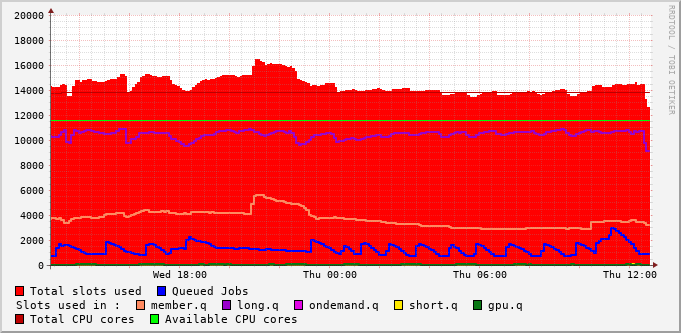 20000
18000
16000
14000
12000
10000
8000
6000
4000
2000
0
Wed 18:00 Thu 00:00 Thu 06:00 Thu 12:00
RRDTOOL / TOBI OETIKER
Total slots used Queued Jobs
Slots used in : member.q long.q ondemand.q short.q gpu.q
Total CPU cores Available CPU cores